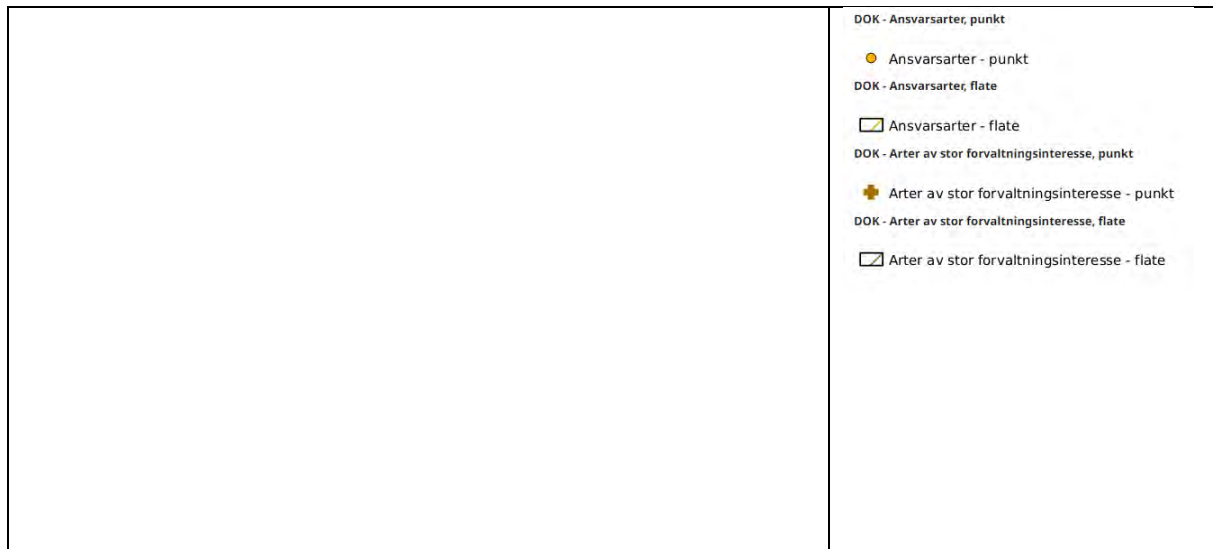 DOK - Ansvarsarter, punkt
Ansvarsarter - punkt
DOK - Ansvarsarter, flate
Ansvarsarter - flate
DOK - Arter av stor forvaltningsinteresse, punkt
Arter av stor forvaltningsinteresse - punkt
DOK - Arter av stor forvaltningsinteresse, flate
Arter av stor forvaltningsinteresse - flate